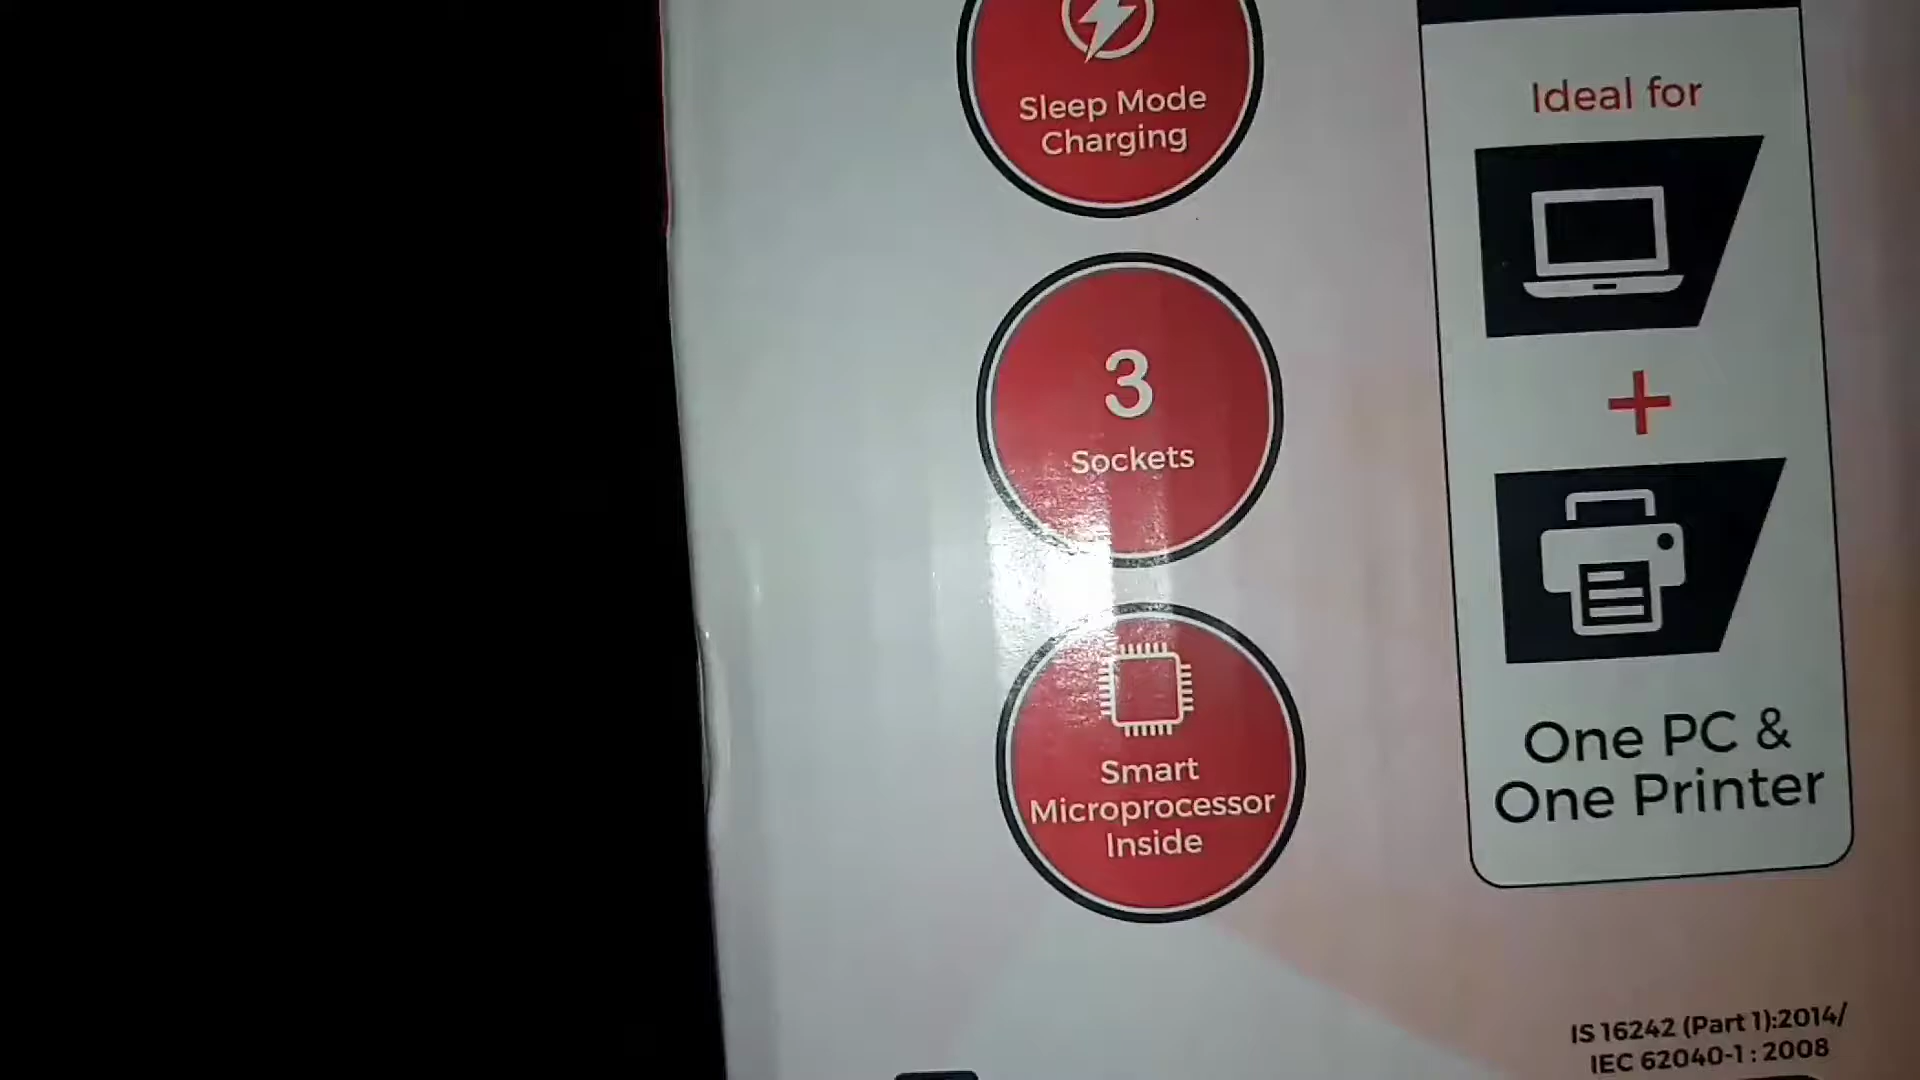 Sleep Mode
Charging
3
Sockets
Smart
Microprocessor
Inside
Ideal for
+
One PC &
One Printer
IS 16242 (Part 1):2014/
IEC 62040-1 : 2008